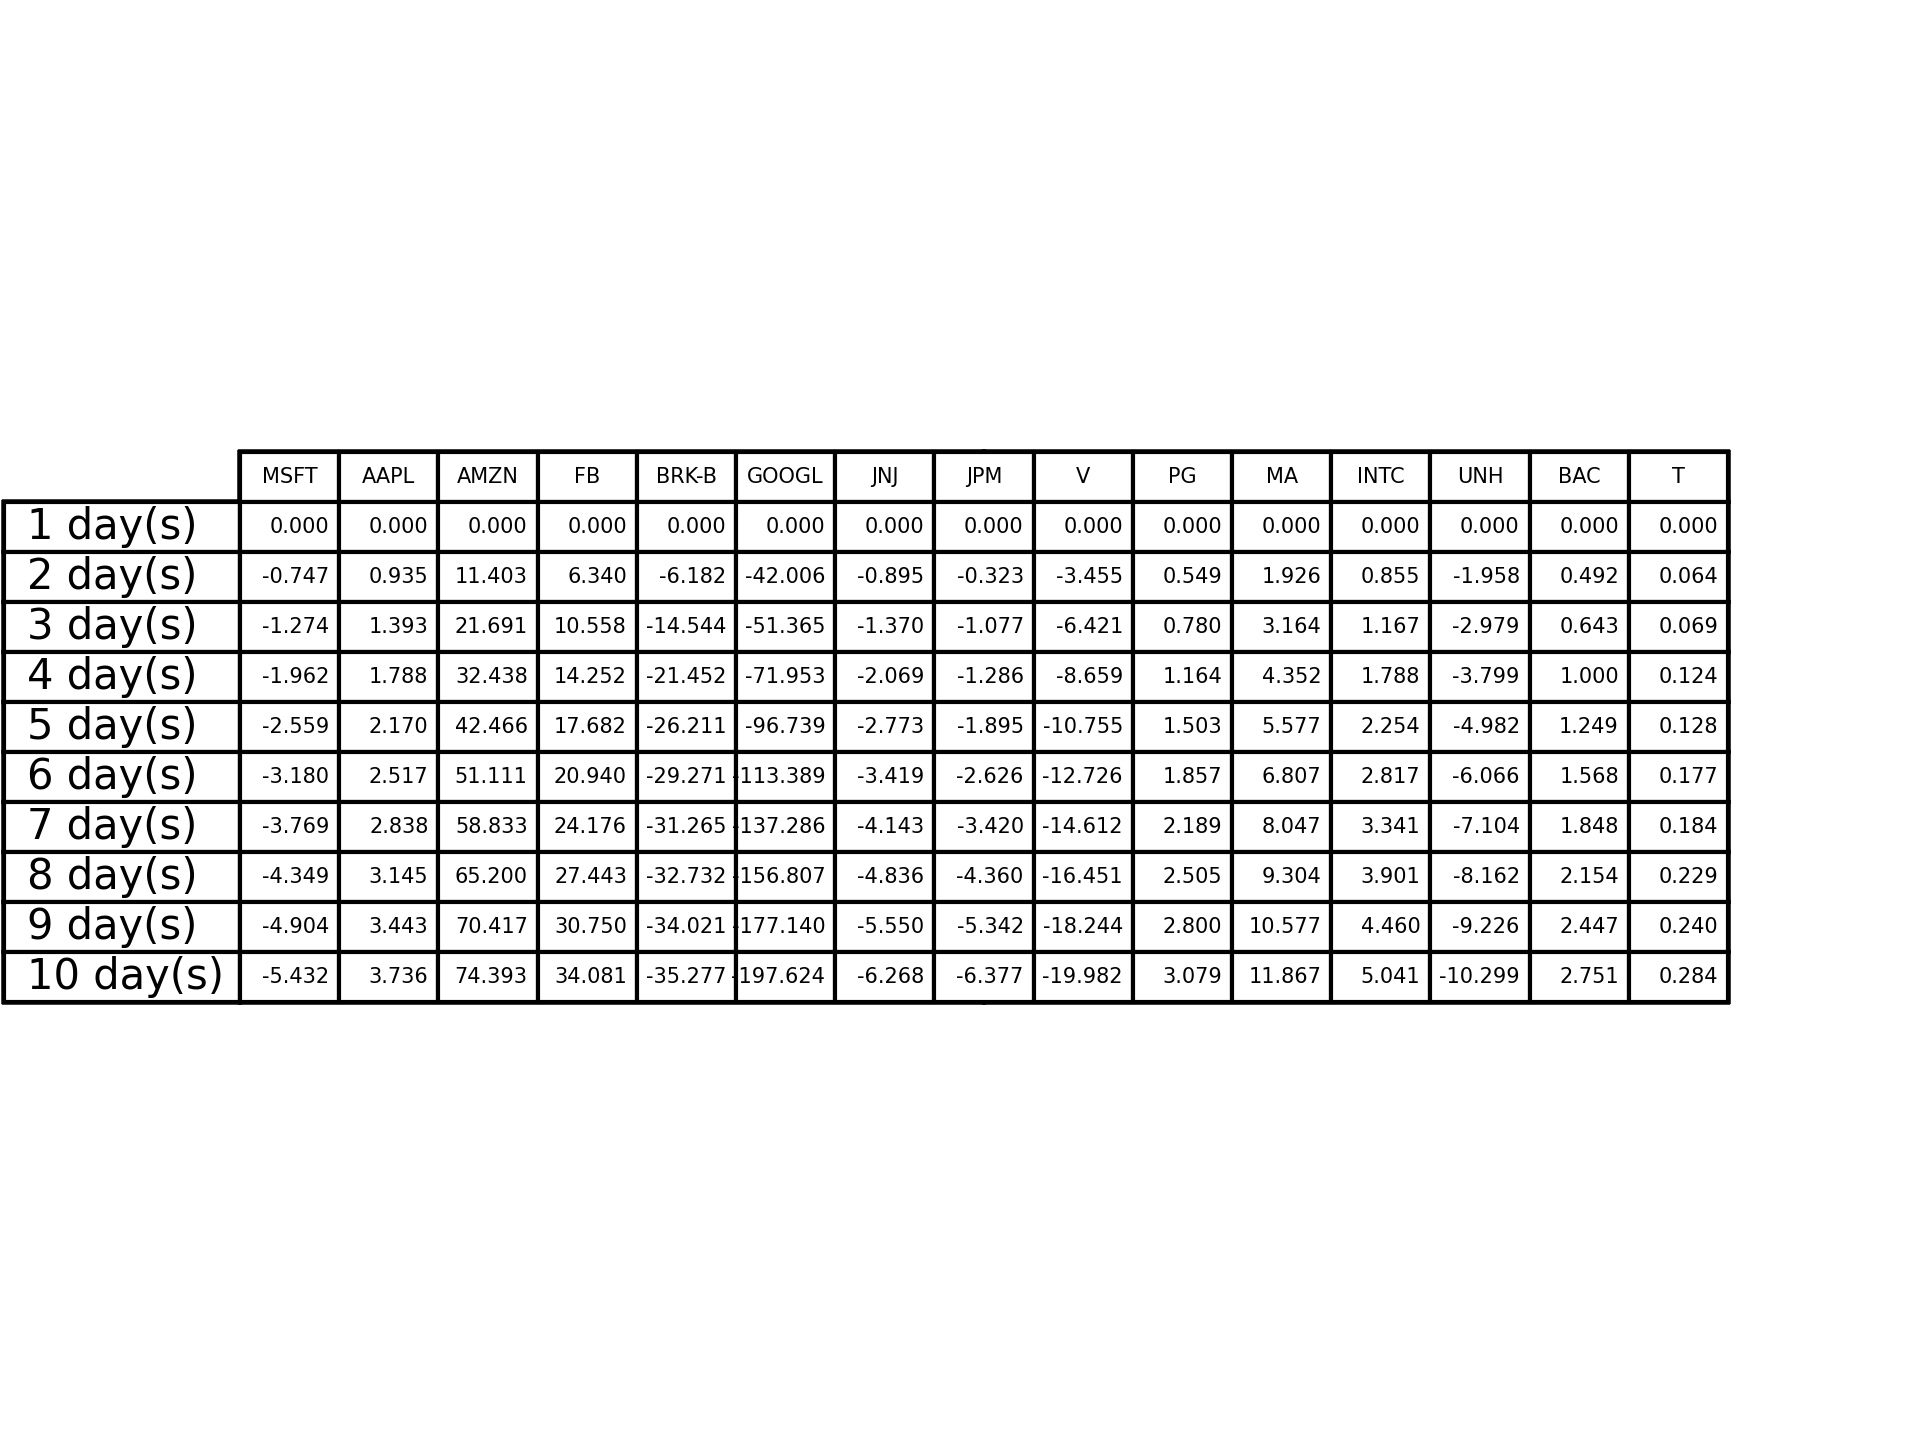 MSFT AAPL AMZN FB BRK-B GOOGL JNJ JPM V PG MA INTC UNH BAC T
1 day(s) 0.000 0.000 0.000 0.000 0.000 0.000 0.000 0.000 0.000 0.000 0.000 0.000 0.000 0.000 0.000
2 day(s) -0.747 0.935 11.403 6.340 -6.182 -42.006 -0.895 -0.323 -3.455 0.549 1.926 0.855 -1.958 0.492 0.064
3 day(s) -1.274 1.393 21.691 10.558 -14.544 -51.365 -1.370 -1.077 -6.421 0.780 3.164 1.167 -2.979 0.643 0.069
4 day(s) -1.962 1.788 32.438 14.252 -21.452 -71.953 -2.069 -1.286 -8.659 1.164 4.352 1.788 -3.799 1.000 0.124
5 day(s) -2.559 2.170 42.466 17.682 -26.211 -96.739 -2.773 -1.895 -10.755 1.503 5.577 2.254 -4.982 1.249 0.128
6 day(s) -3.180 2.517 51.111 20.940 -29.271 -113.389 -3.419 -2.626 -12.726 1.857 6.807 2.817 -6.066 1.568 0.177
7 day(s) -3.769 2.838 58.833 24.176 -31.265 -137.286 -4.143 -3.420 -14.612 2.189 8.047 3.341 -7.104 1.848 0.184
8 day(s) -4.349 3.145 65.200 27.443 -32.732 -156.807 -4.836 -4.360 -16.451 2.505 9.304 3.901 -8.162 2.154 0.229
9 day(s) -4.904 3.443 70.417 30.750 -34.021 -177.140 -5.550 -5.342 -18.244 2.800 10.577 4.460 -9.226 2.447 0.240
10 day(s) -5.432 3.736 74.393 34.081 -35.277 -197.624 -6.268 -6.377 -19.982 3.079 11.867 5.041 -10.299 2.751 0.284